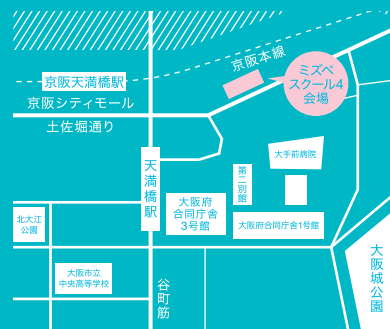 京阪本線
ミズベ
スクール4
会場
京阪天満橋駅
京阪シティモール
土佐堀通り
天満橋駅
大手前病院
第二別館
大阪府
合同庁舎
3号館
大阪府合同庁舎1号館
北大江
公園
大阪市立
中央高等学校
谷町筋
大阪城公園